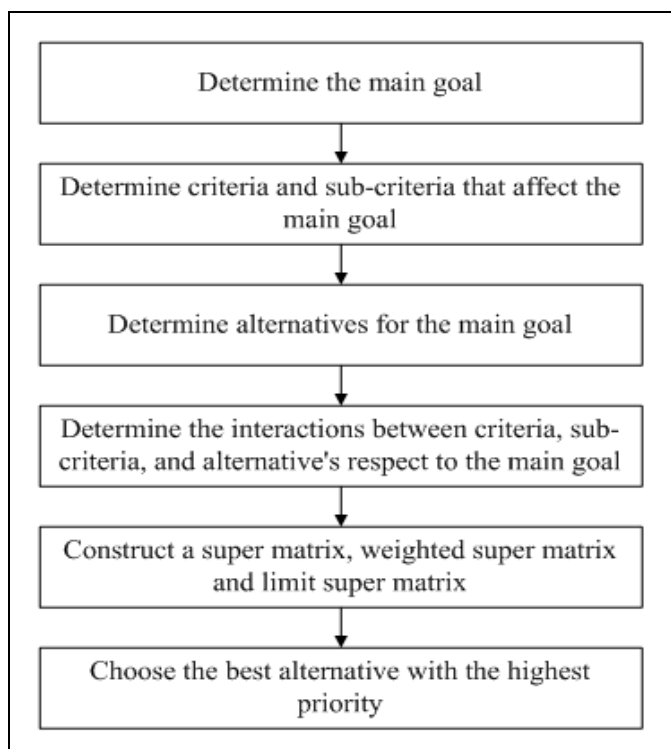 Determine the main goal
Determine criteria and sub-criteria that affect the
main goal
Determine alternatives for the main goal
Determine the interactions between criteria, sub-
criteria, and alternative's respect to the main goal
Construct a super matrix, weighted super matrix
and limit super matrix
Choose the best alternative with the highest
priority